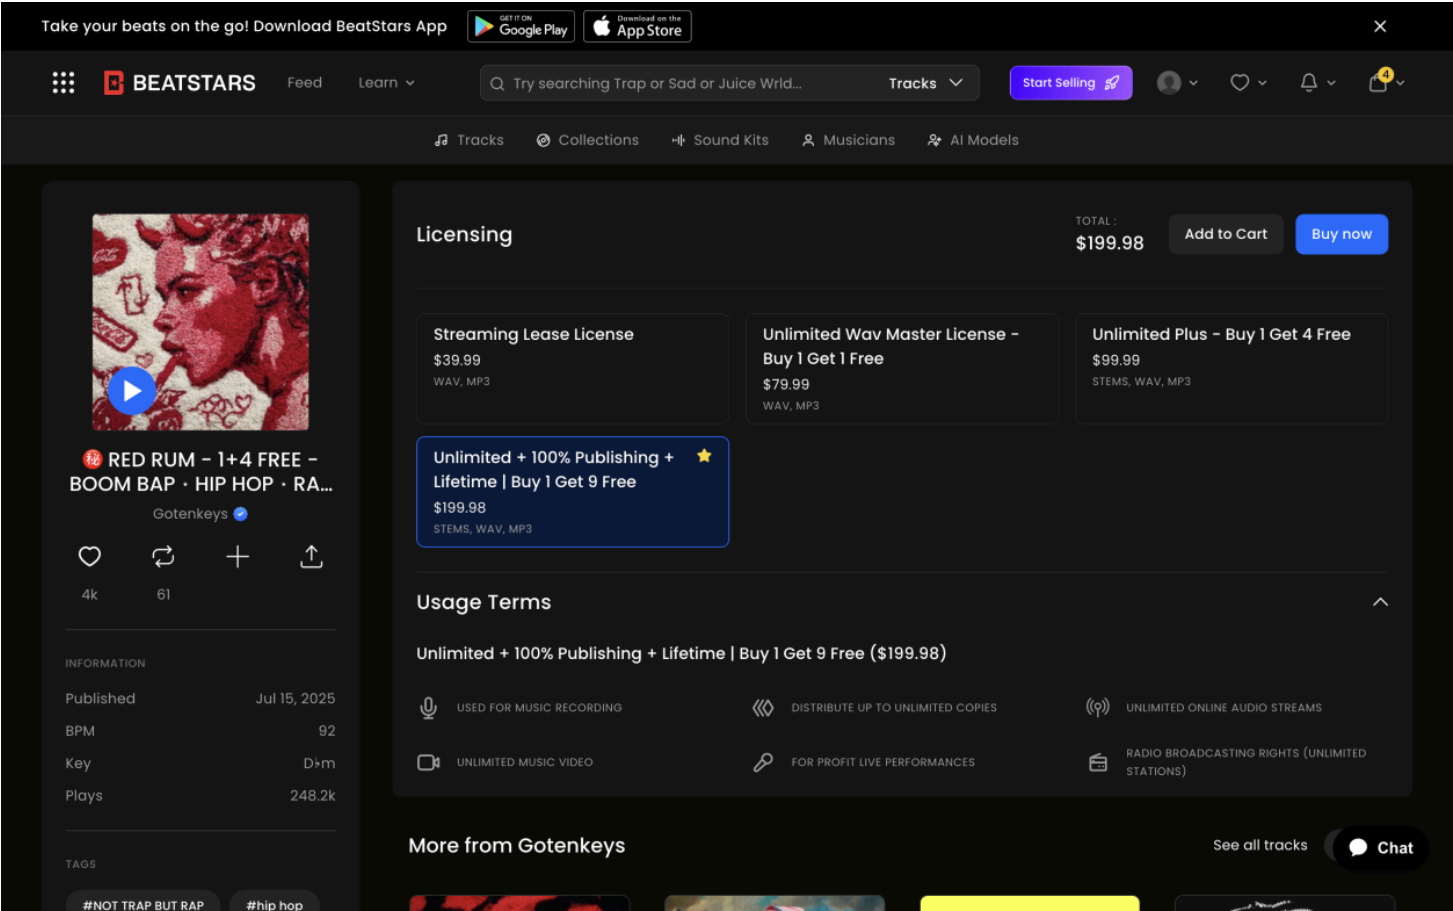 Take your beats on the go! Download BeatStars App
GET IT ON
Google Play
Download on the
App Store
BEATSTARS
Feed
Learn
Try searching Trap or Sad or Juice Wrld...
Tracks
Start Selling
4
Tracks
Collections
Sound Kits
Musicians
AI Models
㊙ RED RUM - 1+4 FREE -
BOOM BAP · HIP HOP · RA...
Gotenkeys
4k
61
INFORMATION
Published
Jul 15, 2025
BPM
92
Key
D♭m
Plays
248.2k
TAGS
#NOT TRAP BUT RAP
#hip hop
Licensing
TOTAL :
$199.98
Add to Cart
Buy now
Streaming Lease License
$39.99
WAV, MP3
Unlimited Wav Master License -
Buy 1 Get 1 Free
$79.99
WAV, MP3
Unlimited Plus - Buy 1 Get 4 Free
$99.99
STEMS, WAV, MP3
Unlimited + 100% Publishing +
Lifetime | Buy 1 Get 9 Free
$199.98
STEMS, WAV, MP3
Usage Terms
Unlimited + 100% Publishing + Lifetime | Buy 1 Get 9 Free ($199.98)
USED FOR MUSIC RECORDING
DISTRIBUTE UP TO UNLIMITED COPIES
UNLIMITED ONLINE AUDIO STREAMS
UNLIMITED MUSIC VIDEO
FOR PROFIT LIVE PERFORMANCES
RADIO BROADCASTING RIGHTS (UNLIMITED
STATIONS)
More from Gotenkeys
See all tracks
Chat